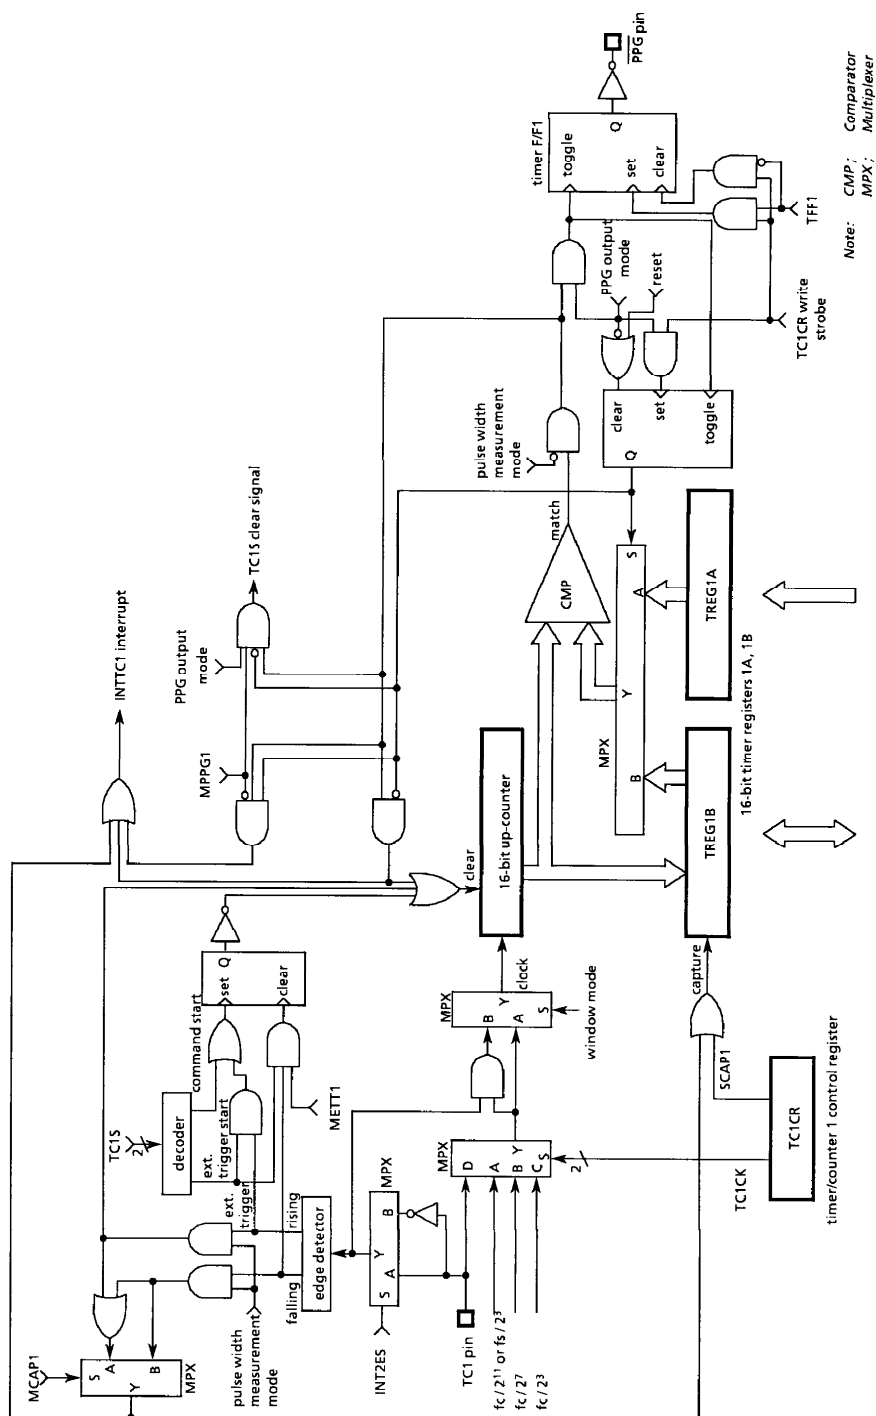 MCAP1
S
A
B
Y
MPX
pulse width
measurement
mode
falling
rising
edge detector
ext.
trigger
TC1S
2
decoder
command start
ext.
trigger start
METT1
set
Q
clear
INTTC1 interrupt
MPPG1
PPG output
mode
TC1S clear signal
INT2ES
S
A
Y
B
MPX
TC1 pin
fc / 2¹¹ or fs / 2³
fc / 2⁷
fc / 2³
MPX
D
A
B
Y
C
S
2
MPX
B
Y
A
S
clock
window mode
clear
16-bit up-counter
CMP
match
pulse width
measurement
mode
MPX
B
Y
A
S
Q
clear
set
toggle
PPG output
mode
reset
timer F/F1
toggle
set
clear
Q
PPG pin
TFF1
TC1CR write
strobe
TC1CK
SCAP1
capture
TREG1B
TREG1A
16-bit timer registers 1A, 1B
TC1CR
timer/counter 1 control register
Note: CMP ; Comparator
MPX ; Multiplexer